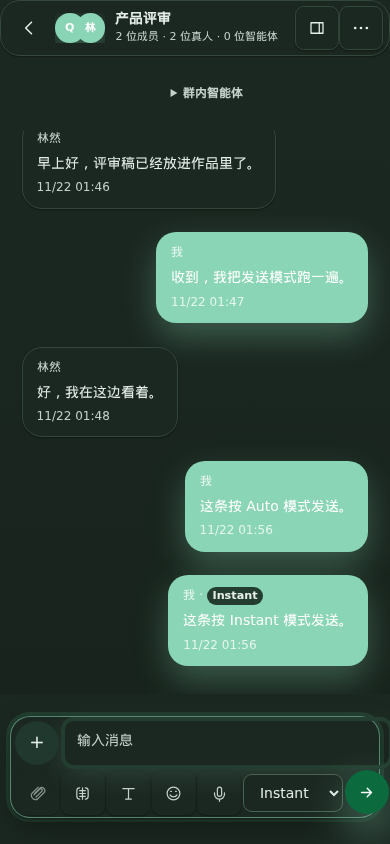 Q 林
产品评审
2 位成员 · 2 位真人 · 0 位智能体
▶ 群内智能体
林然
早上好，评审稿已经放进作品里了。
11/22 01:46
我
收到，我把发送模式跑一遍。
11/22 01:47
林然
好，我在这边看着。
11/22 01:48
我
这条按 Auto 模式发送。
11/22 01:56
我 · Instant
这条按 Instant 模式发送。
11/22 01:56
输入消息
Instant